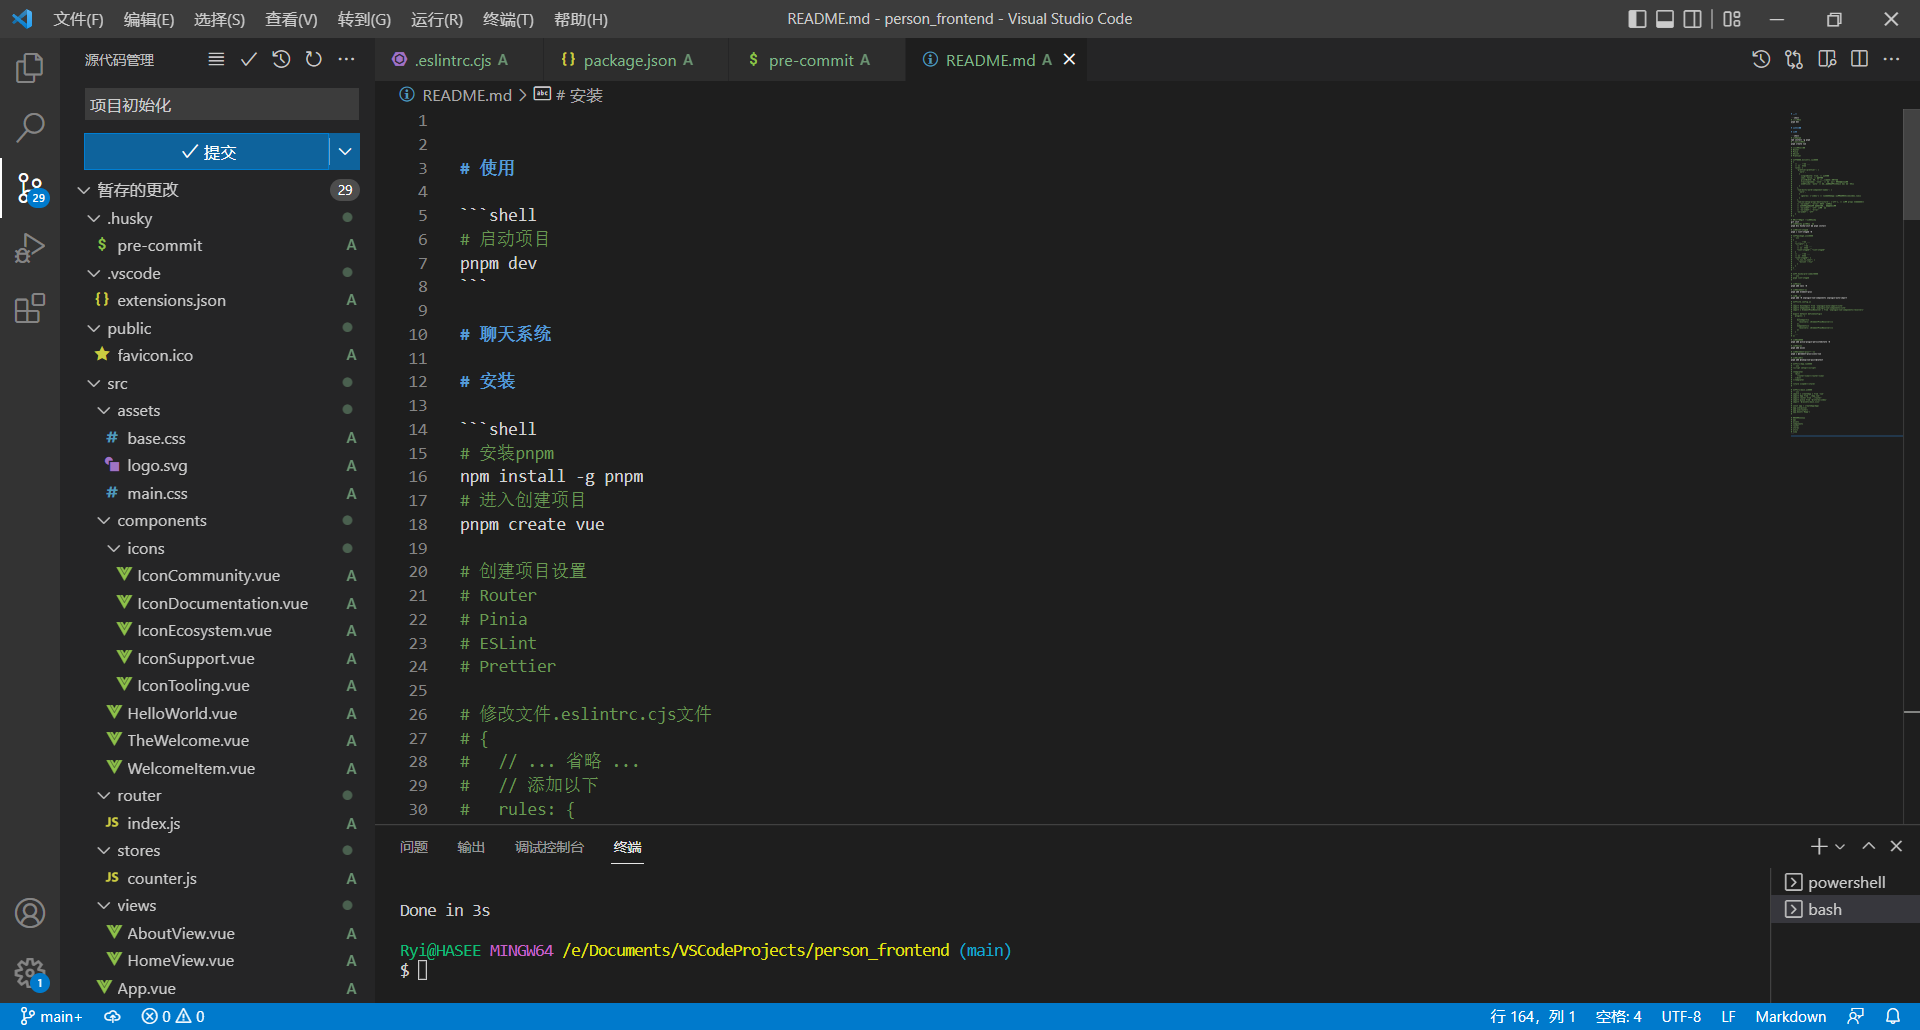 文件(F) 编辑(E) 选择(S) 查看(V) 转到(G) 运行(R) 终端(T) 帮助(H)
README.md - person_frontend - Visual Studio Code
源代码管理
项目初始化
提交
暂存的更改 29
.husky
$ pre-commit A
.vscode
{} extensions.json A
public
favicon.ico A
src
assets
# base.css A
logo.svg A
# main.css A
components
icons
IconCommunity.vue A
IconDocumentation.vue A
IconEcosystem.vue A
IconSupport.vue A
IconTooling.vue A
HelloWorld.vue A
TheWelcome.vue A
WelcomeItem.vue A
router
JS index.js A
stores
JS counter.js A
views
AboutView.vue A
HomeView.vue A
App.vue A
29
1
.eslintrc.cjs A
{} package.json A
$ pre-commit A
README.md A
README.md > abc # 安装
1
2
3 # 使用
4
5 ```shell
6 # 启动项目
7 pnpm dev
8 ```
9
10 # 聊天系统
11
12 # 安装
13
14 ```shell
15 # 安装pnpm
16 npm install -g pnpm
17 # 进入创建项目
18 pnpm create vue
19
20 # 创建项目设置
21 # Router
22 # Pinia
23 # ESLint
24 # Prettier
25
26 # 修改文件.eslintrc.cjs文件
27 # {
28 #   // ... 省略 ...
29 #   // 添加以下
30 #   rules: {
问题 输出 调试控制台 终端
Done in 3s
Ryi@HASEE MINGW64 /e/Documents/VSCodeProjects/person_frontend (main)
$
powershell
bash
main+ 0 0
行 164，列 1 空格: 4 UTF-8 LF Markdown